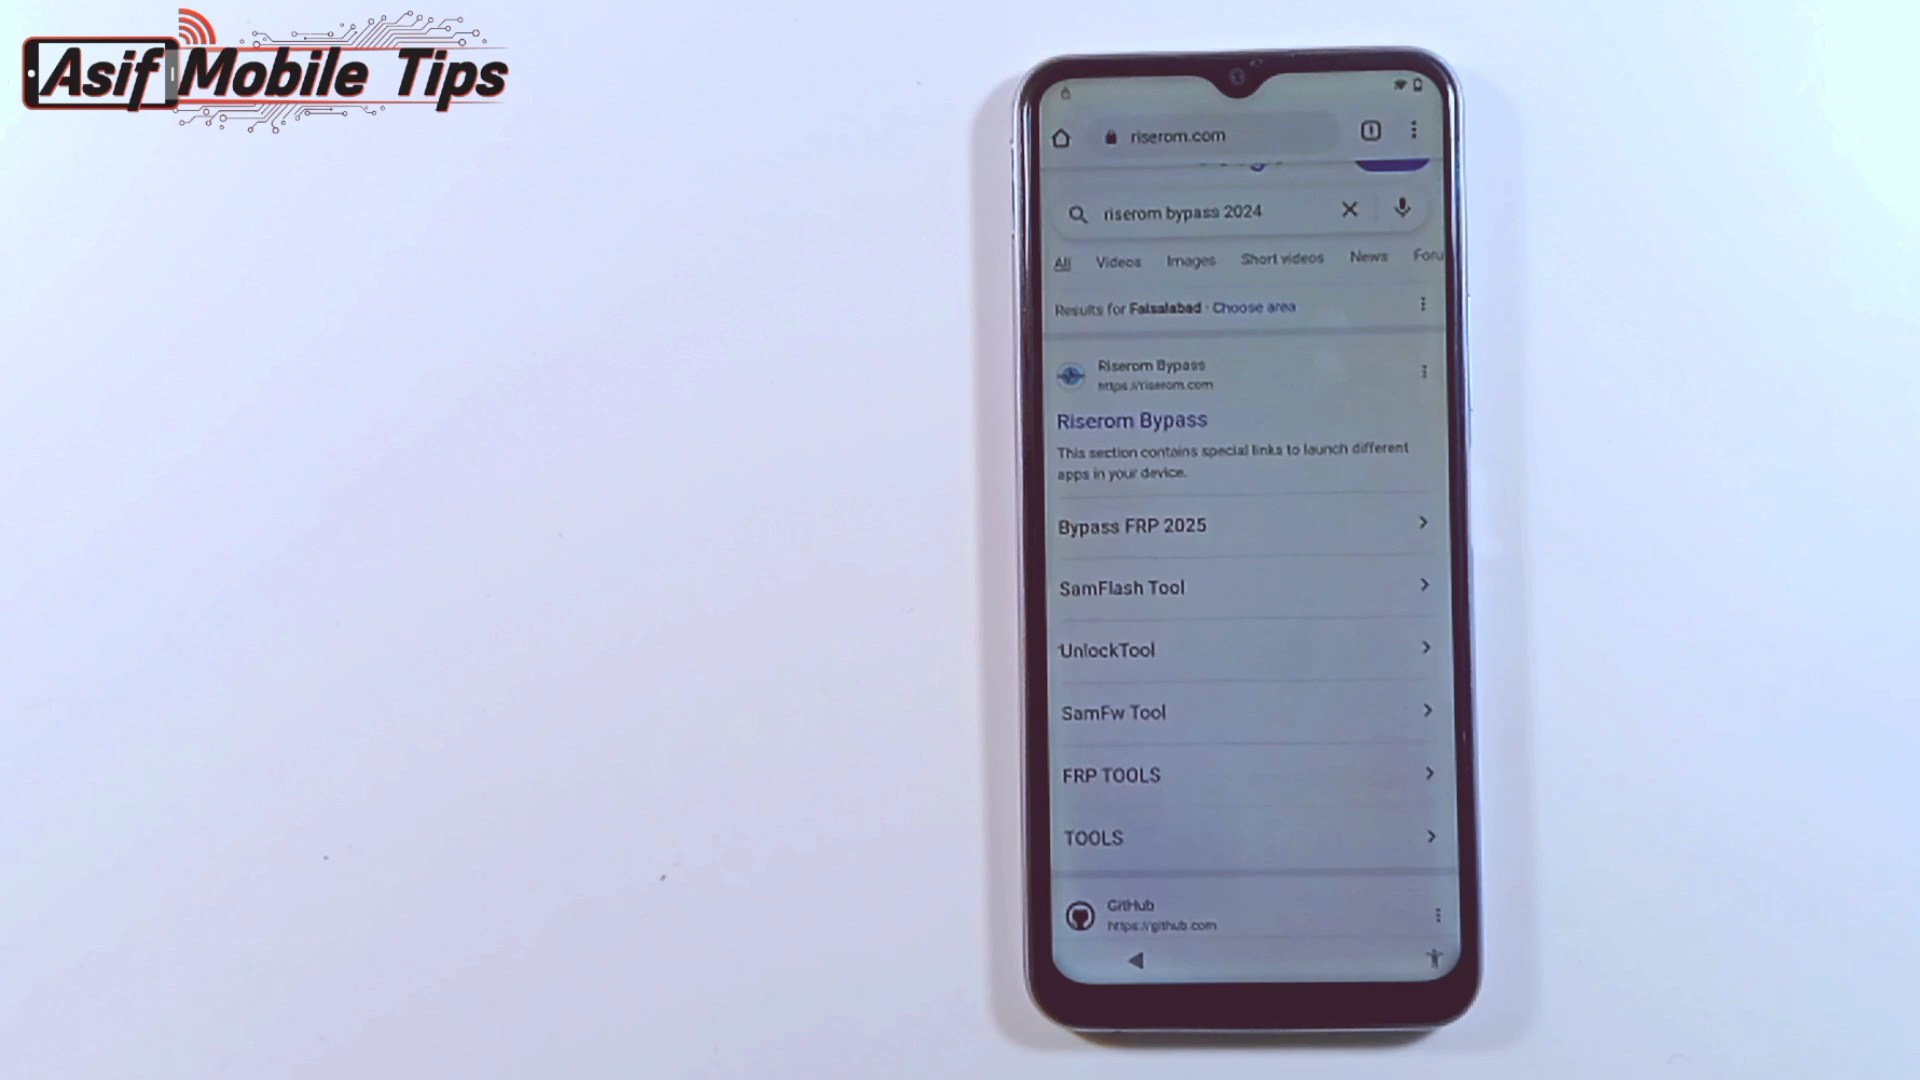 Asif Mobile Tips
riserom.com
riserom bypass 2024
All Videos Images Short videos News Foru
Results for Faisalabad · Choose area
Riserom Bypass
https://riserom.com
Riserom Bypass
This section contains special links to launch different
apps in your device.
Bypass FRP 2025
SamFlash Tool
UnlockTool
SamFw Tool
FRP TOOLS
TOOLS
GitHub
https://github.com